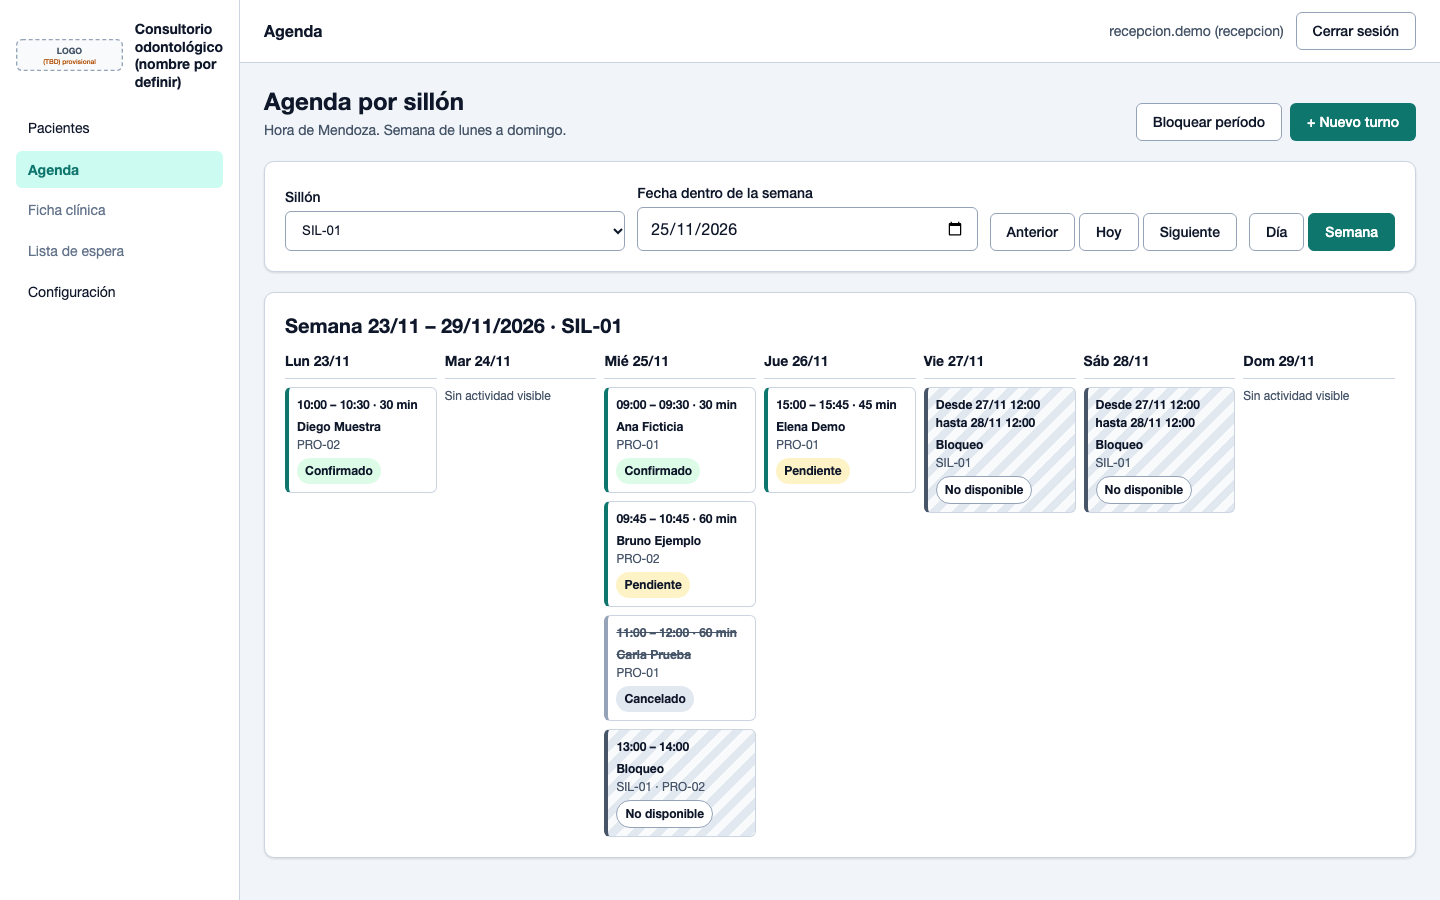 LOGO
(TBD) provisional
Consultorio
odontológico
(nombre por
definir)
Pacientes
Agenda
Ficha clínica
Lista de espera
Configuración
Agenda
recepcion.demo (recepcion)
Cerrar sesión
Agenda por sillón
Hora de Mendoza. Semana de lunes a domingo.
Bloquear período
+ Nuevo turno
Sillón
SIL-01
Fecha dentro de la semana
25/11/2026
Anterior
Hoy
Siguiente
Día
Semana
Semana 23/11 – 29/11/2026 · SIL-01
Lun 23/11
10:00 – 10:30 · 30 min
Diego Muestra
PRO-02
Confirmado
Mar 24/11
Sin actividad visible
Mié 25/11
09:00 – 09:30 · 30 min
Ana Ficticia
PRO-01
Confirmado
09:45 – 10:45 · 60 min
Bruno Ejemplo
PRO-02
Pendiente
11:00 – 12:00 · 60 min
Carla Prueba
PRO-01
Cancelado
13:00 – 14:00
Bloqueo
SIL-01 · PRO-02
No disponible
Jue 26/11
15:00 – 15:45 · 45 min
Elena Demo
PRO-01
Pendiente
Vie 27/11
Desde 27/11 12:00
hasta 28/11 12:00
Bloqueo
SIL-01
No disponible
Sáb 28/11
Desde 27/11 12:00
hasta 28/11 12:00
Bloqueo
SIL-01
No disponible
Dom 29/11
Sin actividad visible